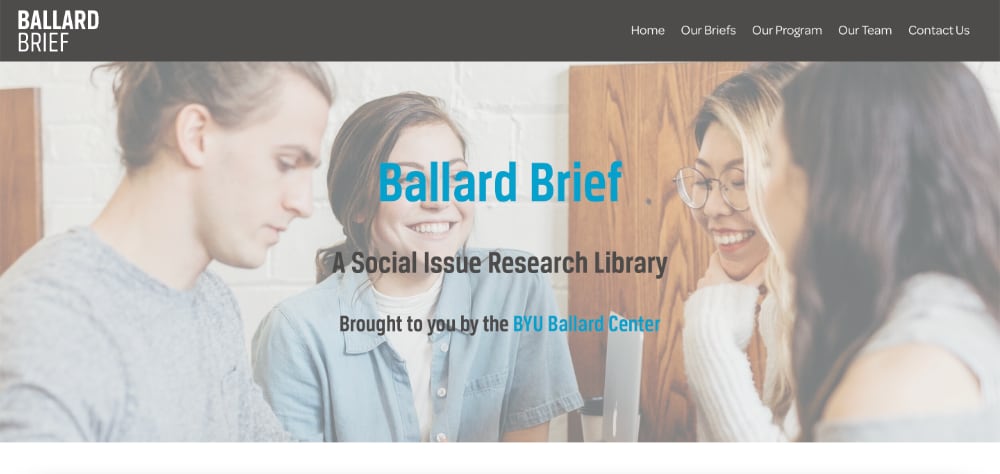 BALLARD
BRIEF
Home Our Briefs Our Program Our Team Contact Us
Ballard Brief
A Social Issue Research Library
Brought to you by the BYU Ballard Center